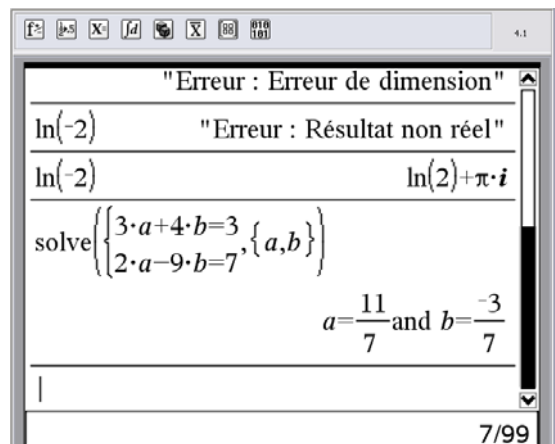 4.1
"Erreur : Erreur de dimension"
ln(⁻2) "Erreur : Résultat non réel"
ln(⁻2) ln(2)+π·i
solve({3·a+4·b=3
2·a−9·b=7,{a,b})
a=11/7 and b=⁻3/7
7/99